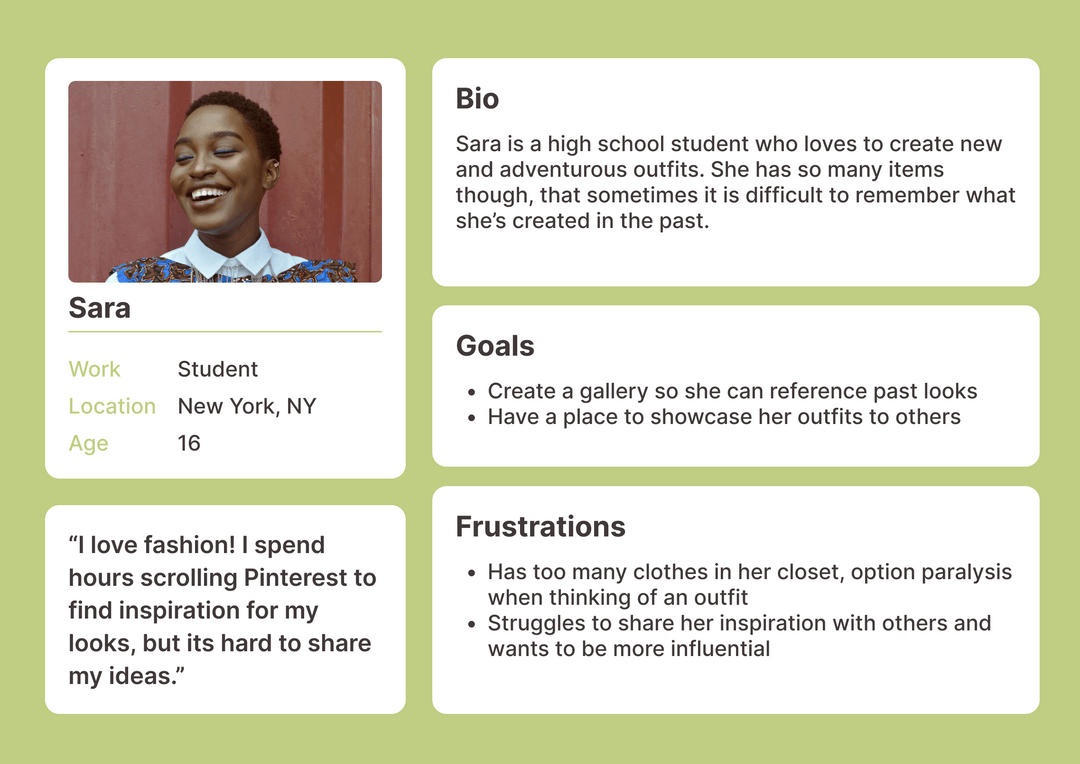 Sara
Work Student
Location New York, NY
Age 16
“I love fashion! I spend
hours scrolling Pinterest to
find inspiration for my
looks, but its hard to share
my ideas.”
Bio
Sara is a high school student who loves to create new
and adventurous outfits. She has so many items
though, that sometimes it is difficult to remember what
she’s created in the past.
Goals
• Create a gallery so she can reference past looks
• Have a place to showcase her outfits to others
Frustrations
• Has too many clothes in her closet, option paralysis
when thinking of an outfit
• Struggles to share her inspiration with others and
wants to be more influential